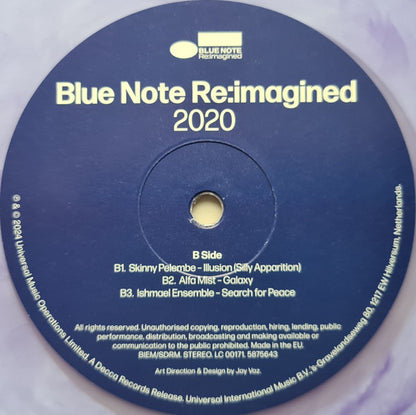 BLUE NOTE
Re:imagined
Blue Note Re:imagined
2020
B Side
B1. Skinny Pelembe – Illusion (Silly Apparition)
B2. Alfa Mist – Galaxy
B3. Ishmael Ensemble – Search for Peace
All rights reserved. Unauthorised copying, reproduction, hiring, lending, public
performance, distribution, broadcasting and making available or
communication to the public prohibited. Made in the EU.
BIEM/SDRM. STEREO. LC 00171. 5875643
Art Direction & Design by Jay Vaz.
℗ & © 2024 Universal Music Operations Limited. A Decca Records Release. Universal International Music B.V., 's-Gravelandseweg 80, 1217 EW Hilversum, Netherlands.